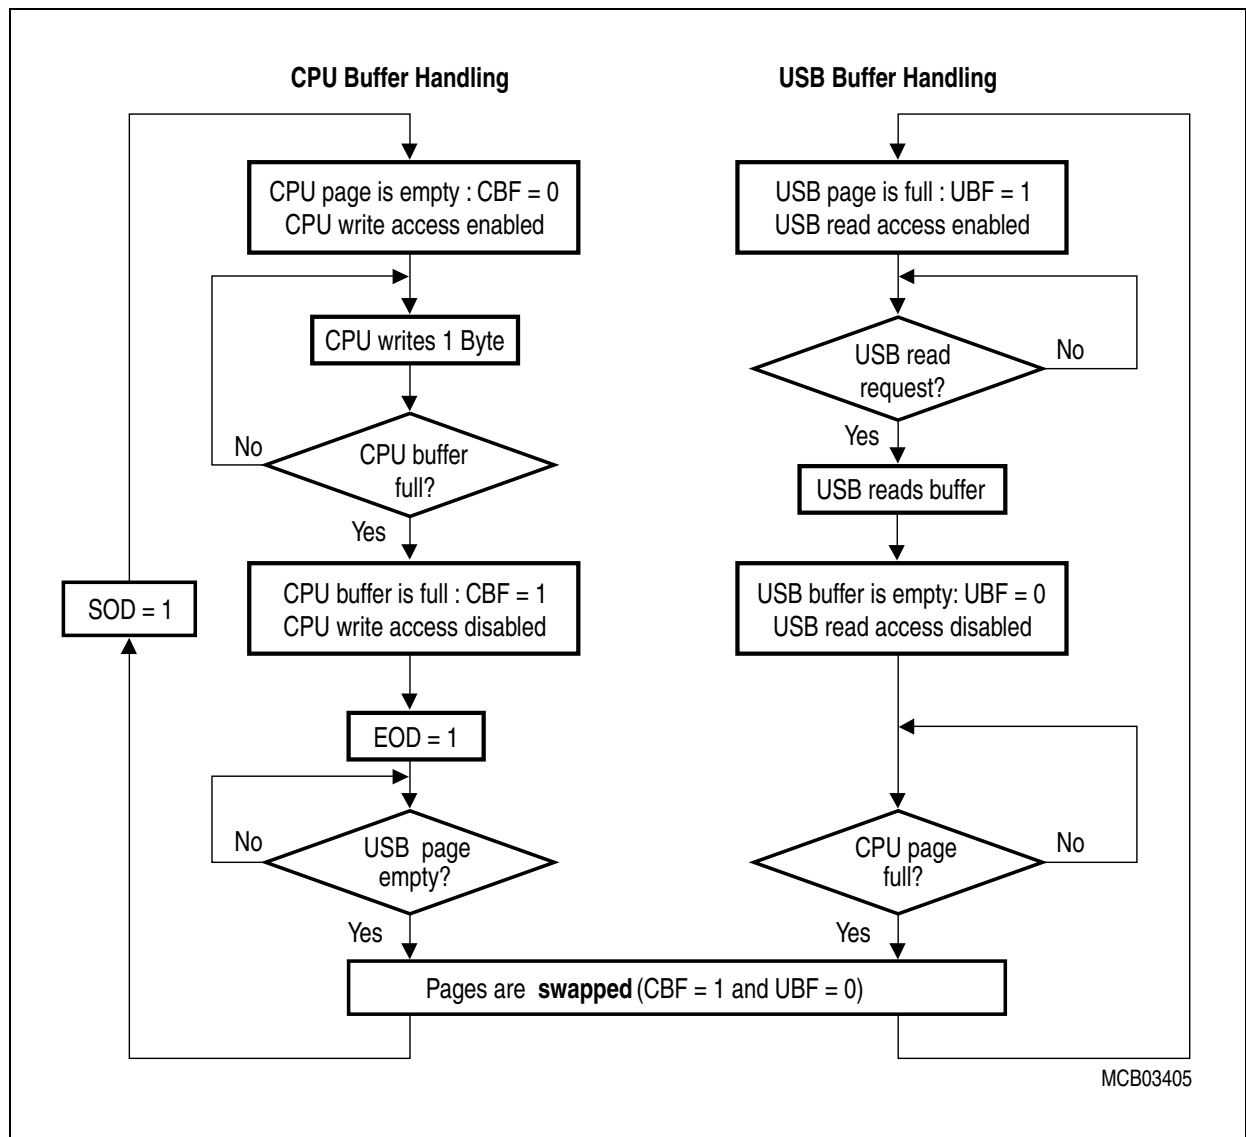 CPU Buffer Handling
CPU page is empty : CBF = 0
CPU write access enabled
CPU writes 1 Byte
No
CPU buffer
full?
Yes
SOD = 1
CPU buffer is full : CBF = 1
CPU write access disabled
EOD = 1
No
USB page
empty?
Yes
USB Buffer Handling
USB page is full : UBF = 1
USB read access enabled
USB read
request?
No
Yes
USB reads buffer
USB buffer is empty: UBF = 0
USB read access disabled
CPU page
full?
No
Yes
Pages are swapped (CBF = 1 and UBF = 0)
MCB03405